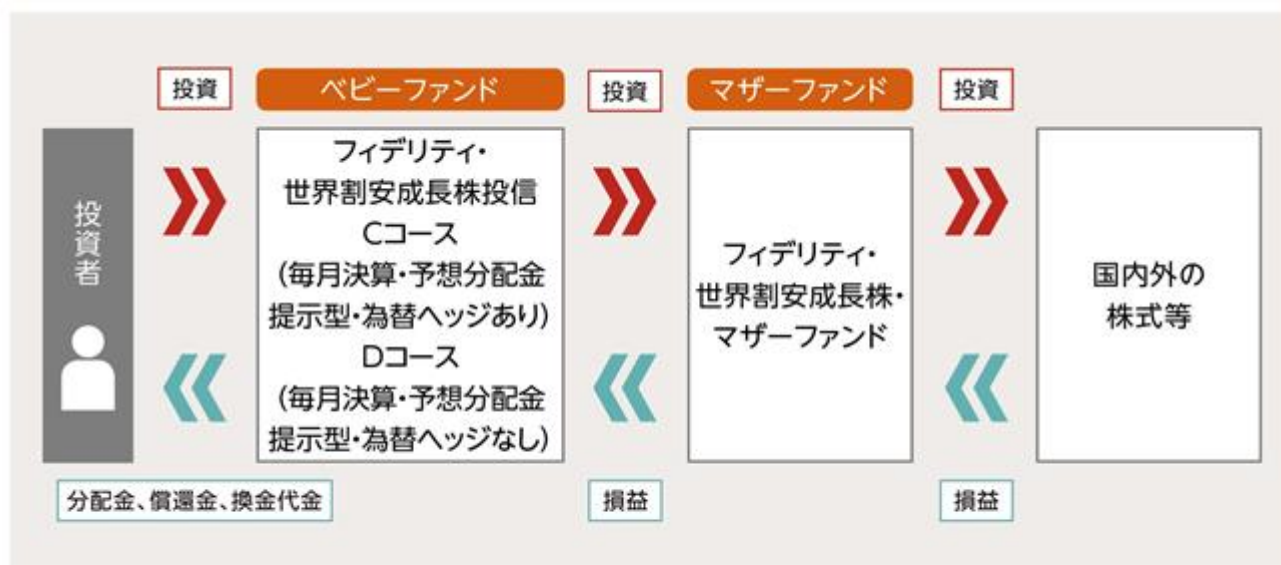 投資
ベビーファンド
投資
マザーファンド
投資
投資者
フィデリティ・
世界割安成長株投信
Cコース
(毎月決算・予想分配金
提示型・為替ヘッジあり)
Dコース
(毎月決算・予想分配金
提示型・為替ヘッジなし)
フィデリティ・
世界割安成長株・
マザーファンド
国内外の
株式等
分配金、償還金、換金代金
損益
損益